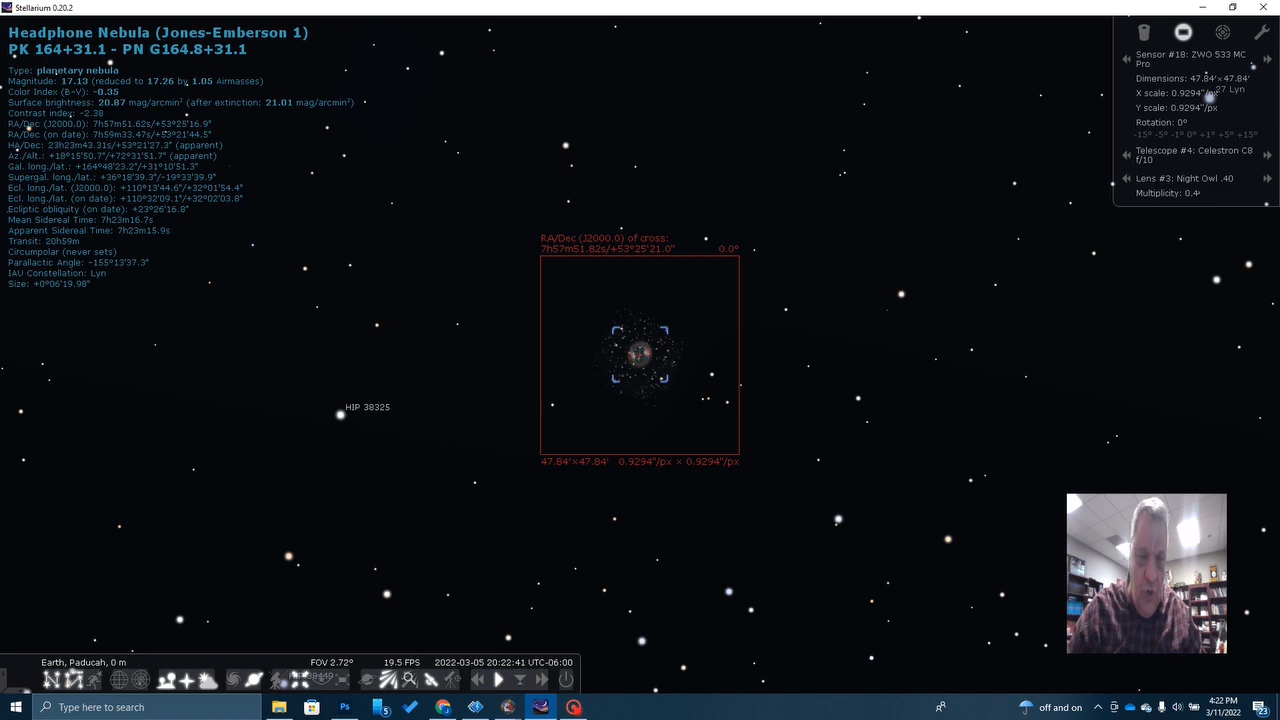 Stellarium 0.20.2
Headphone Nebula (Jones-Emberson 1)
PK 164+31.1 - PN G164.8+31.1
Type: planetary nebula
Magnitude: 17.13 (reduced to 17.26 by 1.05 Airmasses)
Color Index (B-V): -0.35
Surface brightness: 20.87 mag/arcmin² (after extinction: 21.01 mag/arcmin²)
Contrast index: -2.38
RA/Dec (J2000.0): 7h57m51.62s/+53°25'16.9"
RA/Dec (on date): 7h59m33.47s/+53°21'44.5"
HA/Dec: 23h23m43.31s/+53°21'27.3" (apparent)
Az./Alt.: +18°15'50.7"/+72°31'51.7" (apparent)
Gal. long./lat.: +164°48'23.2"/+31°10'51.3"
Supergal. long./lat.: +36°18'39.3"/-19°33'39.9"
Ecl. long./lat. (J2000.0): +110°13'44.6"/+32°01'54.4"
Ecl. long./lat. (on date): +110°32'09.1"/+32°02'03.8"
Ecliptic obliquity (on date): +23°26'16.8"
Mean Sidereal Time: 7h23m16.7s
Apparent Sidereal Time: 7h23m15.9s
Transit: 20h59m
Circumpolar (never sets)
Parallactic Angle: -155°13'37.3"
IAU Constellation: Lyn
Size: +0°06'19.98"
Sensor #18: ZWO 533 MC
Pro
Dimensions: 47.84'×47.84'
X scale: 0.9294"/px
27 Lyn
Y scale: 0.9294"/px
Rotation: 0°
-15° -5° -1° 0° +1° +5° +15°
Telescope #4: Celestron C8
f/10
Lens #3: Night Owl .40
Multiplicity: 0.4
RA/Dec (J2000.0) of cross:
7h57m51.82s/+53°25'21.0" 0.0°
HIP 38325
47.84'×47.84' 0.9294"/px × 0.9294"/px
Earth, Paducah, 0 m FOV 2.72° 19.5 FPS 2022-03-05 20:22:41 UTC-06:00
Type here to search
Ps
off and on
4:22 PM
3/11/2022
23